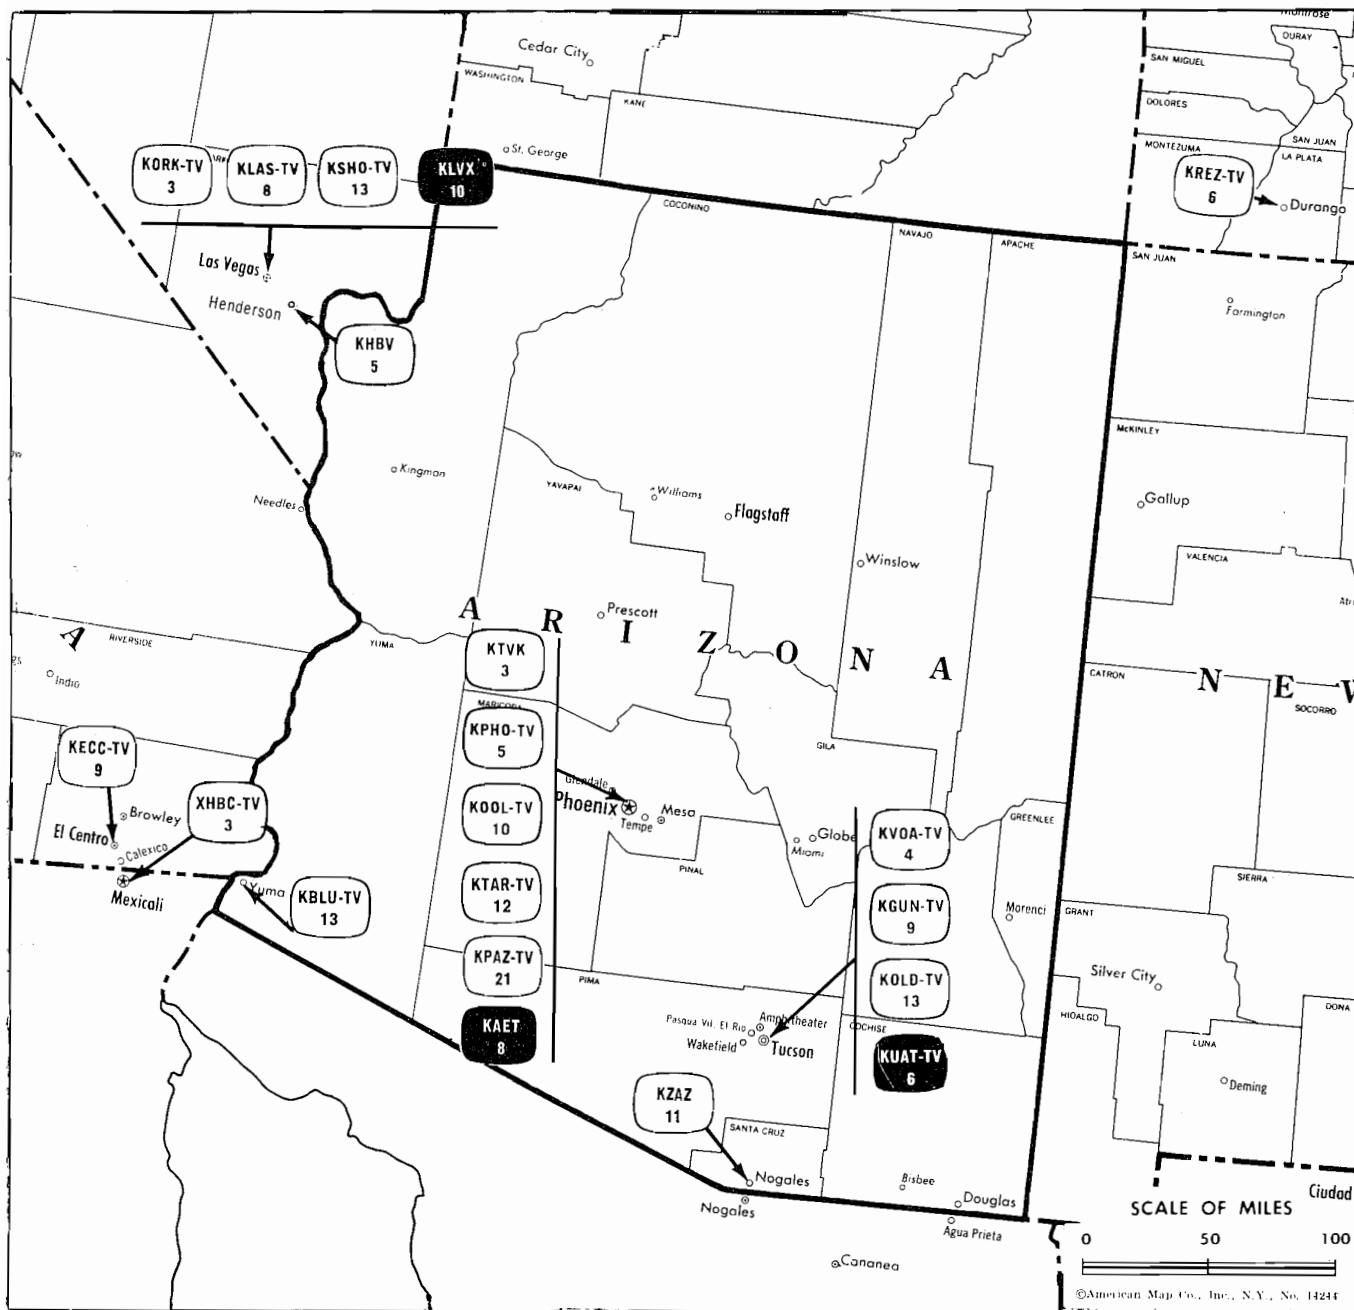 Montrose
OURAY
SAN MIGUEL
DOLORES
SAN JUAN
MONTEZUMA
LA PLATA
KREZ-TV
6
Durango
Cedar City
WASHINGTON
KANE
St. George
KORK-TV
3
KLAS-TV
8
KSHO-TV
13
KLVX
10
COCONINO
NAVAJO
APACHE
SAN JUAN
Las Vegas
Henderson
KHBV
5
Farmington
McKINLEY
Kingman
YAVAPAI
Williams
Flagstaff
Needles
Gallup
Winslow
VALENCIA
Prescott
A R I Z O N A
A
RIVERSIDE
YUMA
Indio
KTVK
3
MARICOPA
CATRON
N E W
SOCORRO
KPHO-TV
5
GILA
KECC-TV
9
XHBC-TV
3
Glendale
Phoenix
Tempe
Mesa
KOOL-TV
10
Brawley
El Centro
Calexico
Mexicali
Globe
Miami
PINAL
GREENLEE
KVOA-TV
4
SIERRA
Yuma
KBLU-TV
13
KTAR-TV
12
KGUN-TV
9
Morenci
GRANT
KPAZ-TV
21
PIMA
KOLD-TV
13
Silver City
HIDALGO
DONA
KAET
8
Pasqua Vil.
El Rio
Amphitheater
Wakefield
Tucson
COCHISE
KUAT-TV
6
LUNA
Deming
KZAZ
11
SANTA CRUZ
Nogales
Nogales
Bisbee
Douglas
Agua Prieta
Cananea
Ciudad
SCALE OF MILES
0 50 100
©American Map Co., Inc., N.Y., No. 14244